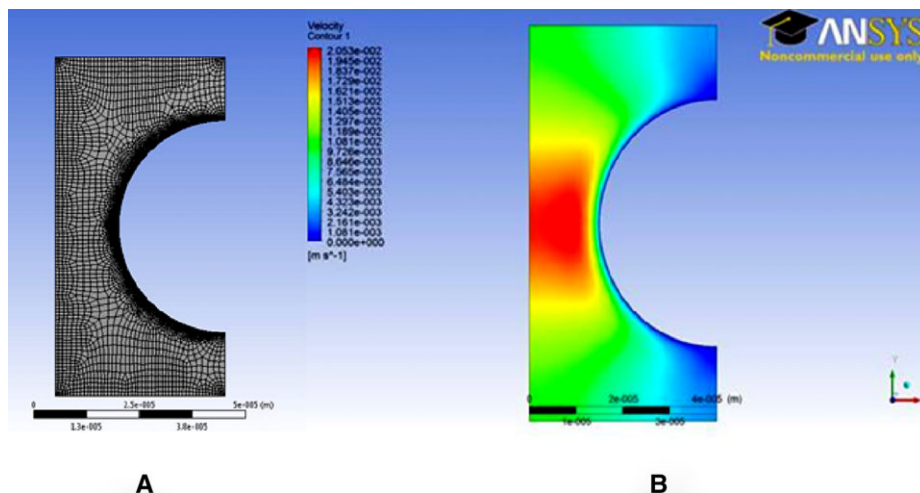 Velocity
Contour 1
2.053e-002
1.945e-002
1.837e-002
1.729e-002
1.621e-002
1.513e-002
1.405e-002
1.297e-002
1.189e-002
1.081e-002
9.726e-003
8.646e-003
7.565e-003
6.484e-003
5.403e-003
4.323e-003
3.242e-003
2.161e-003
1.081e-003
0.000e+000
[m s^-1]
ANSYS
Noncommercial use only
0 2.5e-005 5e-005 (m)
1.3e-005 3.8e-005
0 2e-005 4e-005 (m)
1e-005 3e-005
Y
A
B